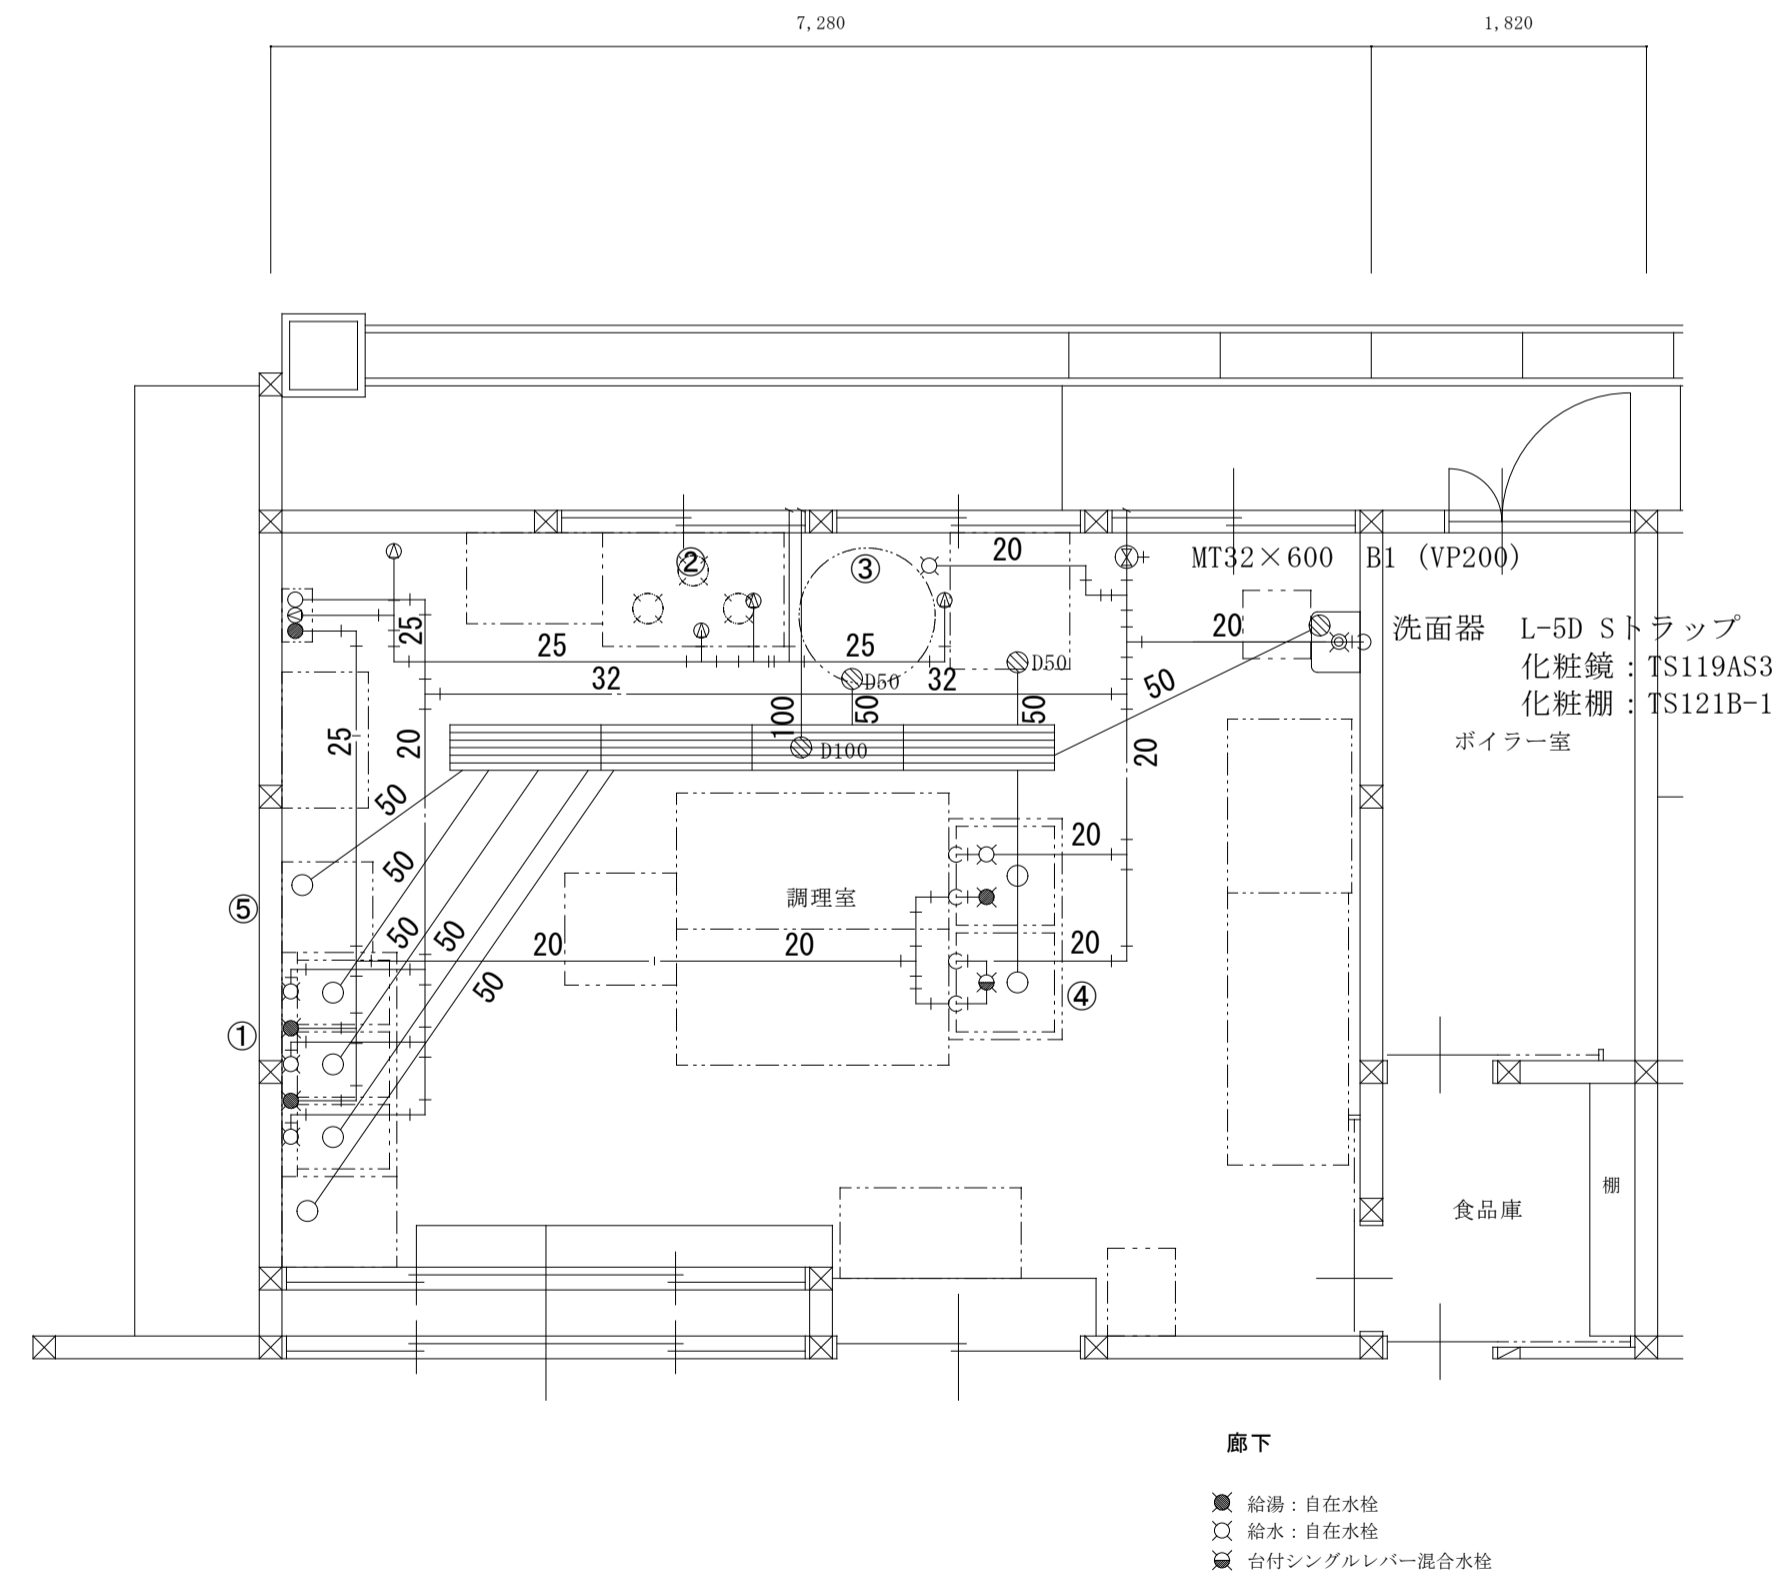 7,280
1,820
②
③
20
MT32×600 B1 (VP200)
25
25
25
20
洗面器 L-5D Sトラップ
化粧鏡：TS119AS3
化粧棚：TS121B-1
32
D50
32
D50
50
100
50
50
25
20
20
D100
ボイラー室
50
50
20
調理室
⑤
50
50
20
20
20
50
④
①
棚
食品庫
廊下
給湯：自在水栓
給水：自在水栓
台付シングルレバー混合水栓